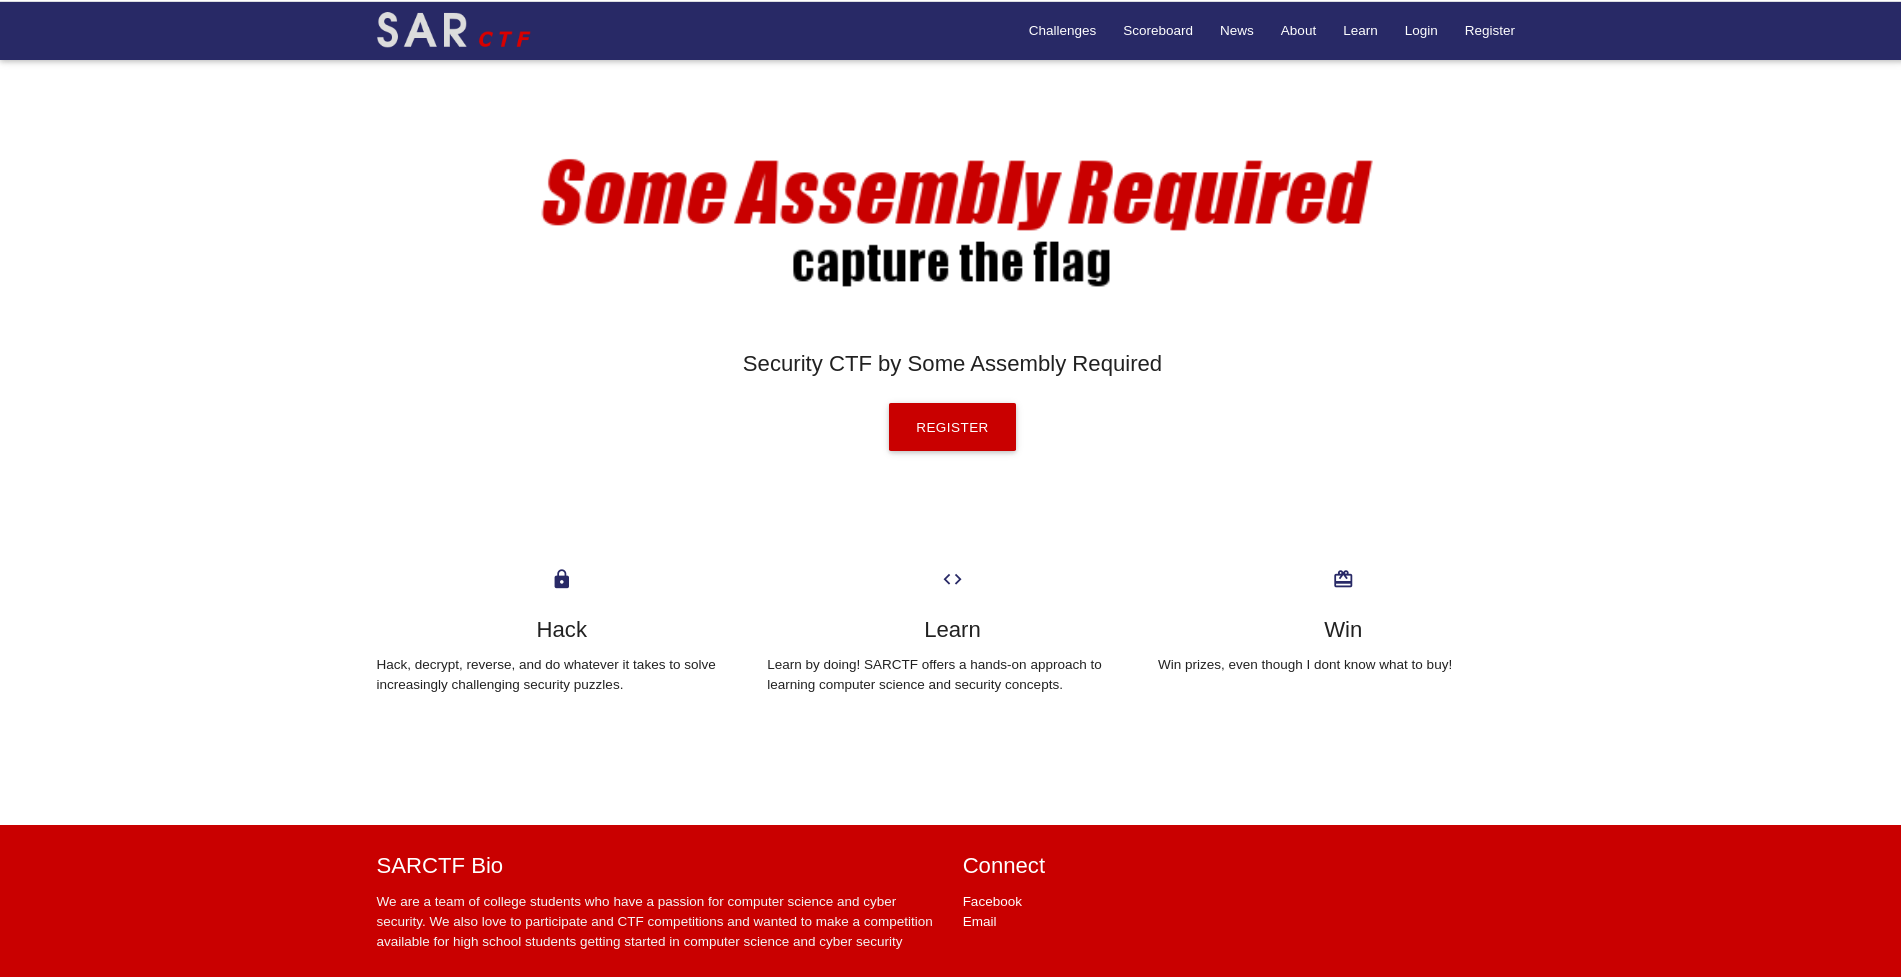 SAR CTF
Challenges Scoreboard News About Learn Login Register
Some Assembly Required
capture the flag
Security CTF by Some Assembly Required
REGISTER
Hack
Hack, decrypt, reverse, and do whatever it takes to solve
increasingly challenging security puzzles.
Learn
Learn by doing! SARCTF offers a hands-on approach to
learning computer science and security concepts.
Win
Win prizes, even though I dont know what to buy!
SARCTF Bio
We are a team of college students who have a passion for computer science and cyber
security. We also love to participate and CTF competitions and wanted to make a competition
available for high school students getting started in computer science and cyber security
Connect
Facebook
Email